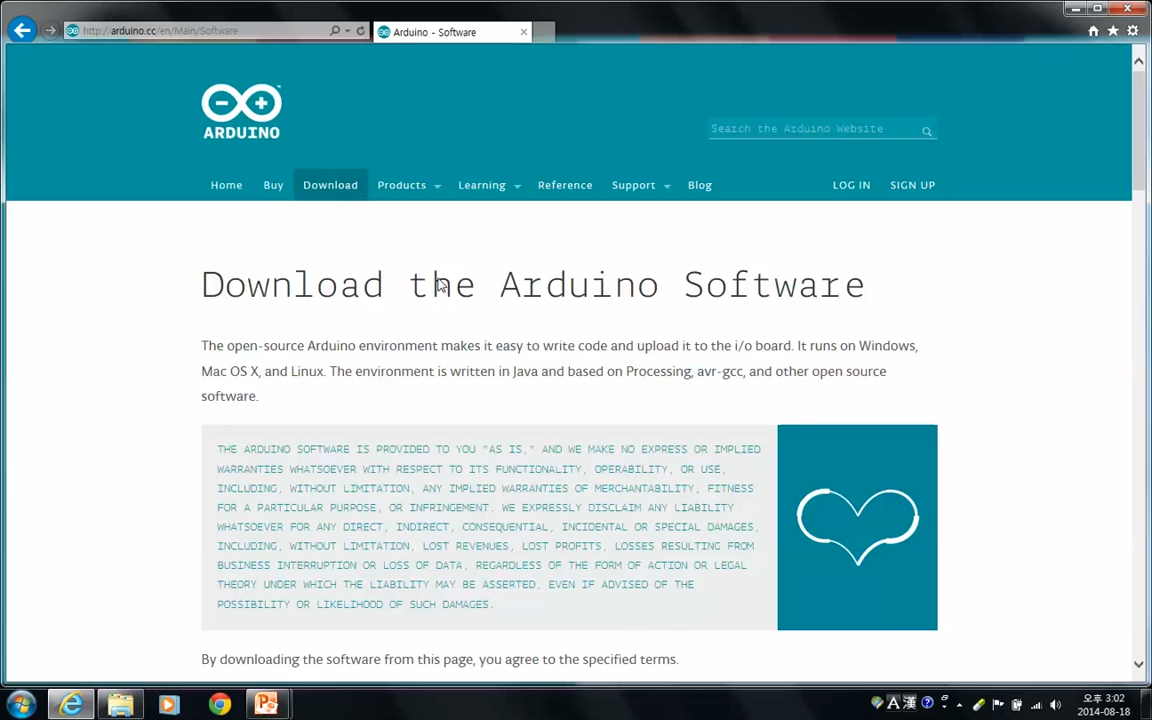 http://arduino.cc/en/Main/Software
Arduino - Software
ARDUINO
Search the Arduino Website
Home Buy Download Products Learning Reference Support Blog LOG IN SIGN UP
Download the Arduino Software
The open-source Arduino environment makes it easy to write code and upload it to the i/o board. It runs on Windows,
Mac OS X, and Linux. The environment is written in Java and based on Processing, avr-gcc, and other open source
software.
THE ARDUINO SOFTWARE IS PROVIDED TO YOU "AS IS," AND WE MAKE NO EXPRESS OR IMPLIED
WARRANTIES WHATSOEVER WITH RESPECT TO ITS FUNCTIONALITY, OPERABILITY, OR USE,
INCLUDING, WITHOUT LIMITATION, ANY IMPLIED WARRANTIES OF MERCHANTABILITY, FITNESS
FOR A PARTICULAR PURPOSE, OR INFRINGEMENT. WE EXPRESSLY DISCLAIM ANY LIABILITY
WHATSOEVER FOR ANY DIRECT, INDIRECT, CONSEQUENTIAL, INCIDENTAL OR SPECIAL DAMAGES,
INCLUDING, WITHOUT LIMITATION, LOST REVENUES, LOST PROFITS, LOSSES RESULTING FROM
BUSINESS INTERRUPTION OR LOSS OF DATA, REGARDLESS OF THE FORM OF ACTION OR LEGAL
THEORY UNDER WHICH THE LIABILITY MAY BE ASSERTED, EVEN IF ADVISED OF THE
POSSIBILITY OR LIKELIHOOD OF SUCH DAMAGES.
By downloading the software from this page, you agree to the specified terms.
A漢
오후 3:02
2014-08-18